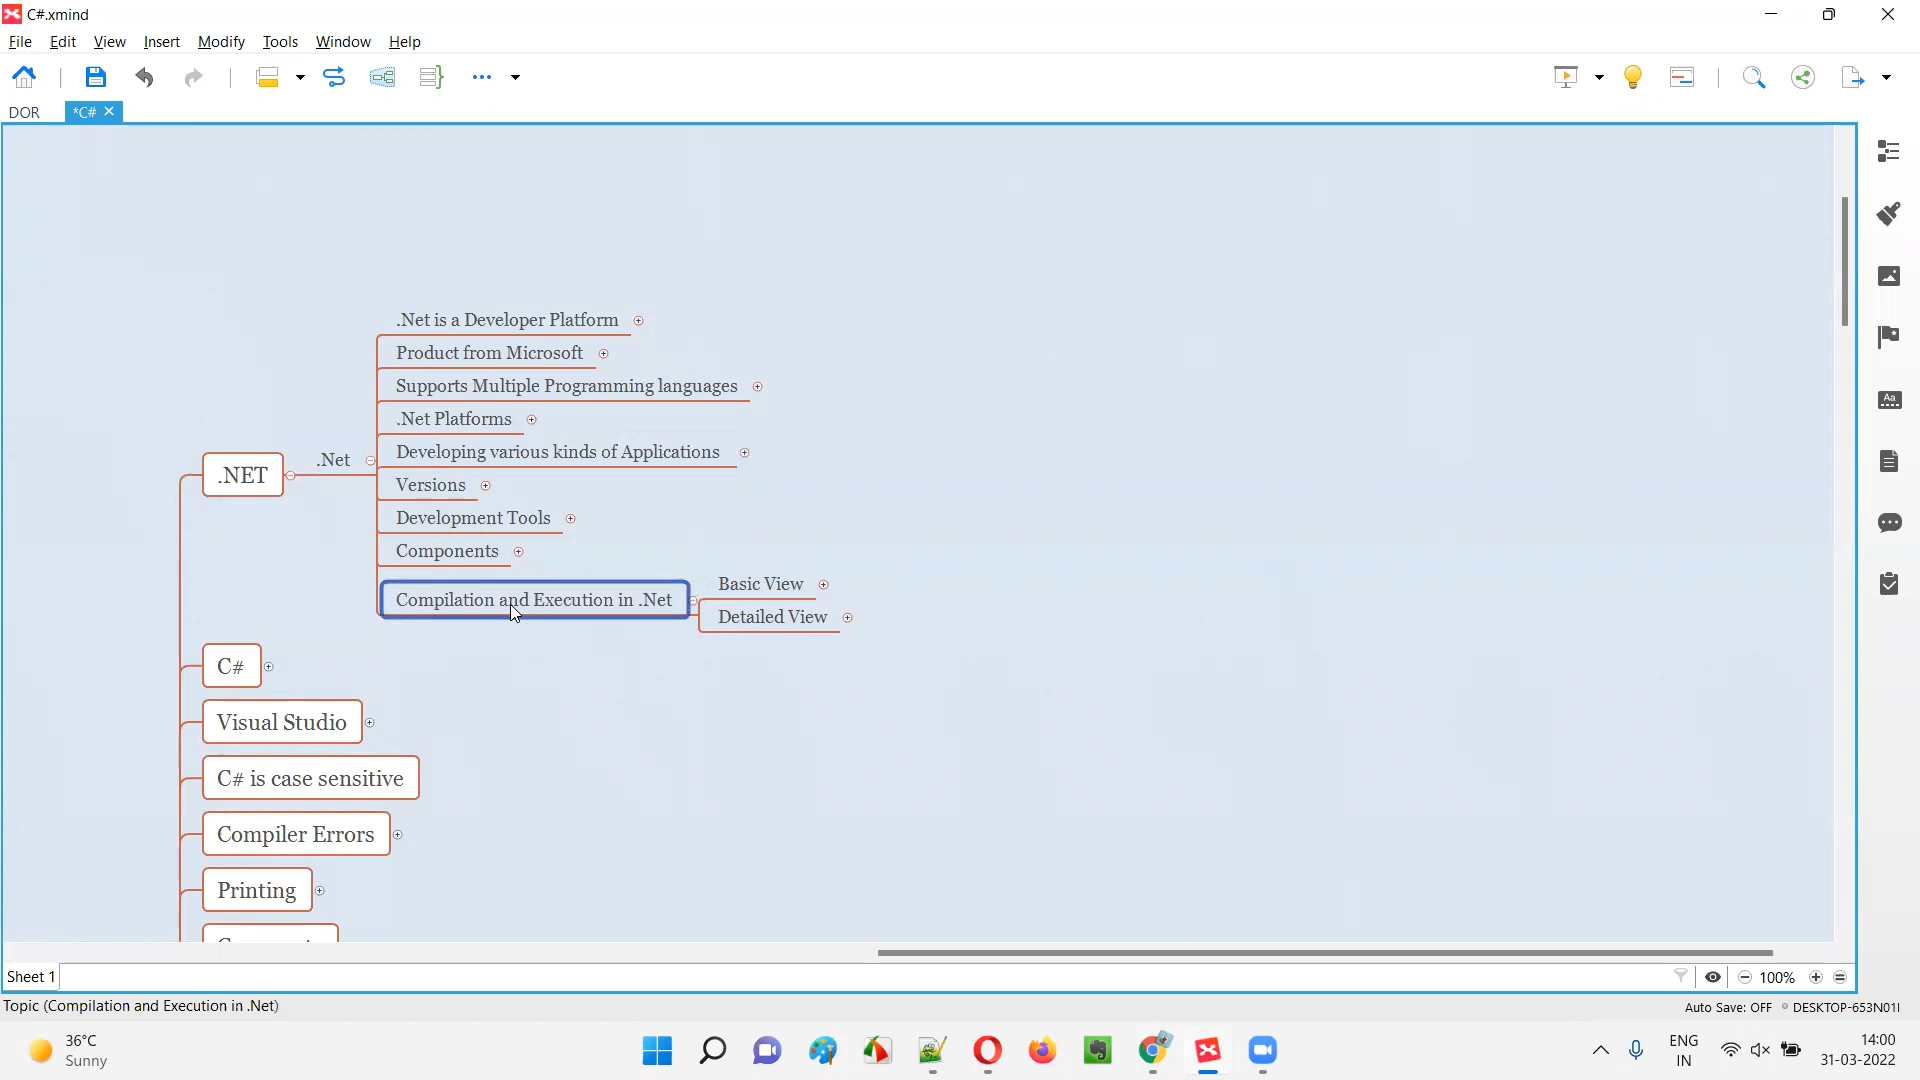 C#.xmind
File Edit View Insert Modify Tools Window Help
DOR *C#
.Net is a Developer Platform
Product from Microsoft
Supports Multiple Programming languages
.Net Platforms
Developing various kinds of Applications
.NET
.Net
Versions
Development Tools
Components
Compilation and Execution in .Net
Basic View
Detailed View
C#
Visual Studio
C# is case sensitive
Compiler Errors
Printing
Aa
Sheet 1
100%
Topic (Compilation and Execution in .Net)
Auto Save: OFF
DESKTOP-653N01I
36°C
Sunny
ENG
IN
14:00
31-03-2022